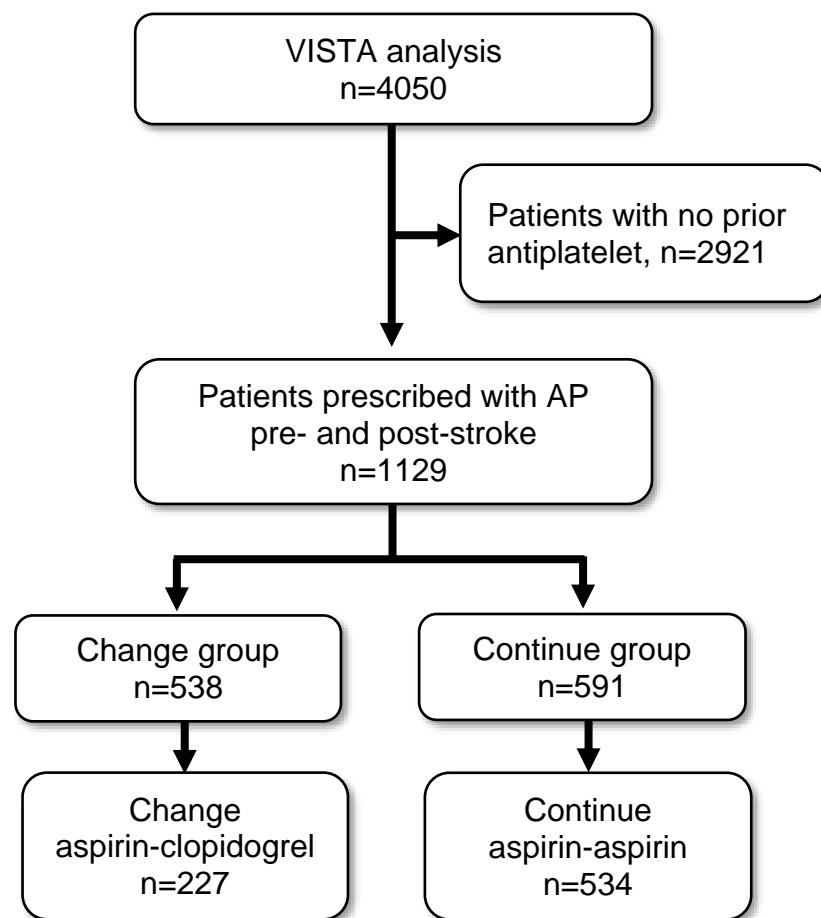 VISTA analysis
n=4050
Patients with no prior
antiplatelet, n=2921
Patients prescribed with AP
pre- and post-stroke
n=1129
Change group
n=538
Continue group
n=591
Change
aspirin-clopidogrel
n=227
Continue
aspirin-aspirin
n=534